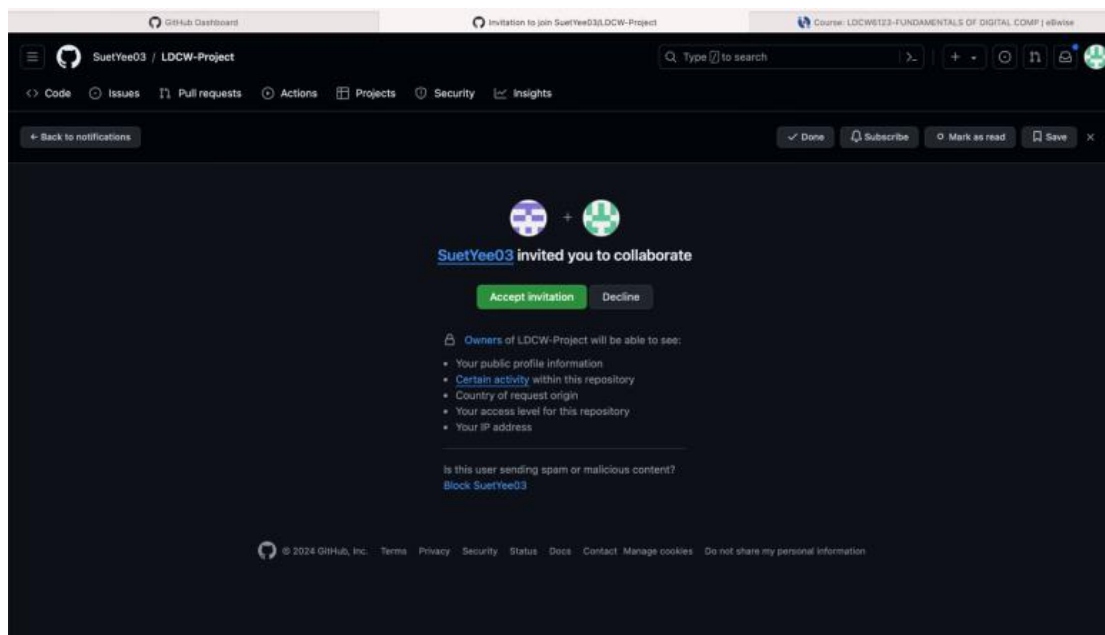 GitHub Dashboard
Invitation to join SuetYee03/LDCW-Project
Course: LDCW6123-FUNDAMENTALS OF DIGITAL COMP | eBwise
SuetYee03 / LDCW-Project
Type / to search
Code Issues Pull requests Actions Projects Security Insights
← Back to notifications
Done Subscribe Mark as read Save
SuetYee03 invited you to collaborate
Accept invitation Decline
Owners of LDCW-Project will be able to see:
• Your public profile information
• Certain activity within this repository
• Country of request origin
• Your access level for this repository
• Your IP address
Is this user sending spam or malicious content?
Block SuetYee03
© 2024 GitHub, Inc. Terms Privacy Security Status Docs Contact Manage cookies Do not share my personal information